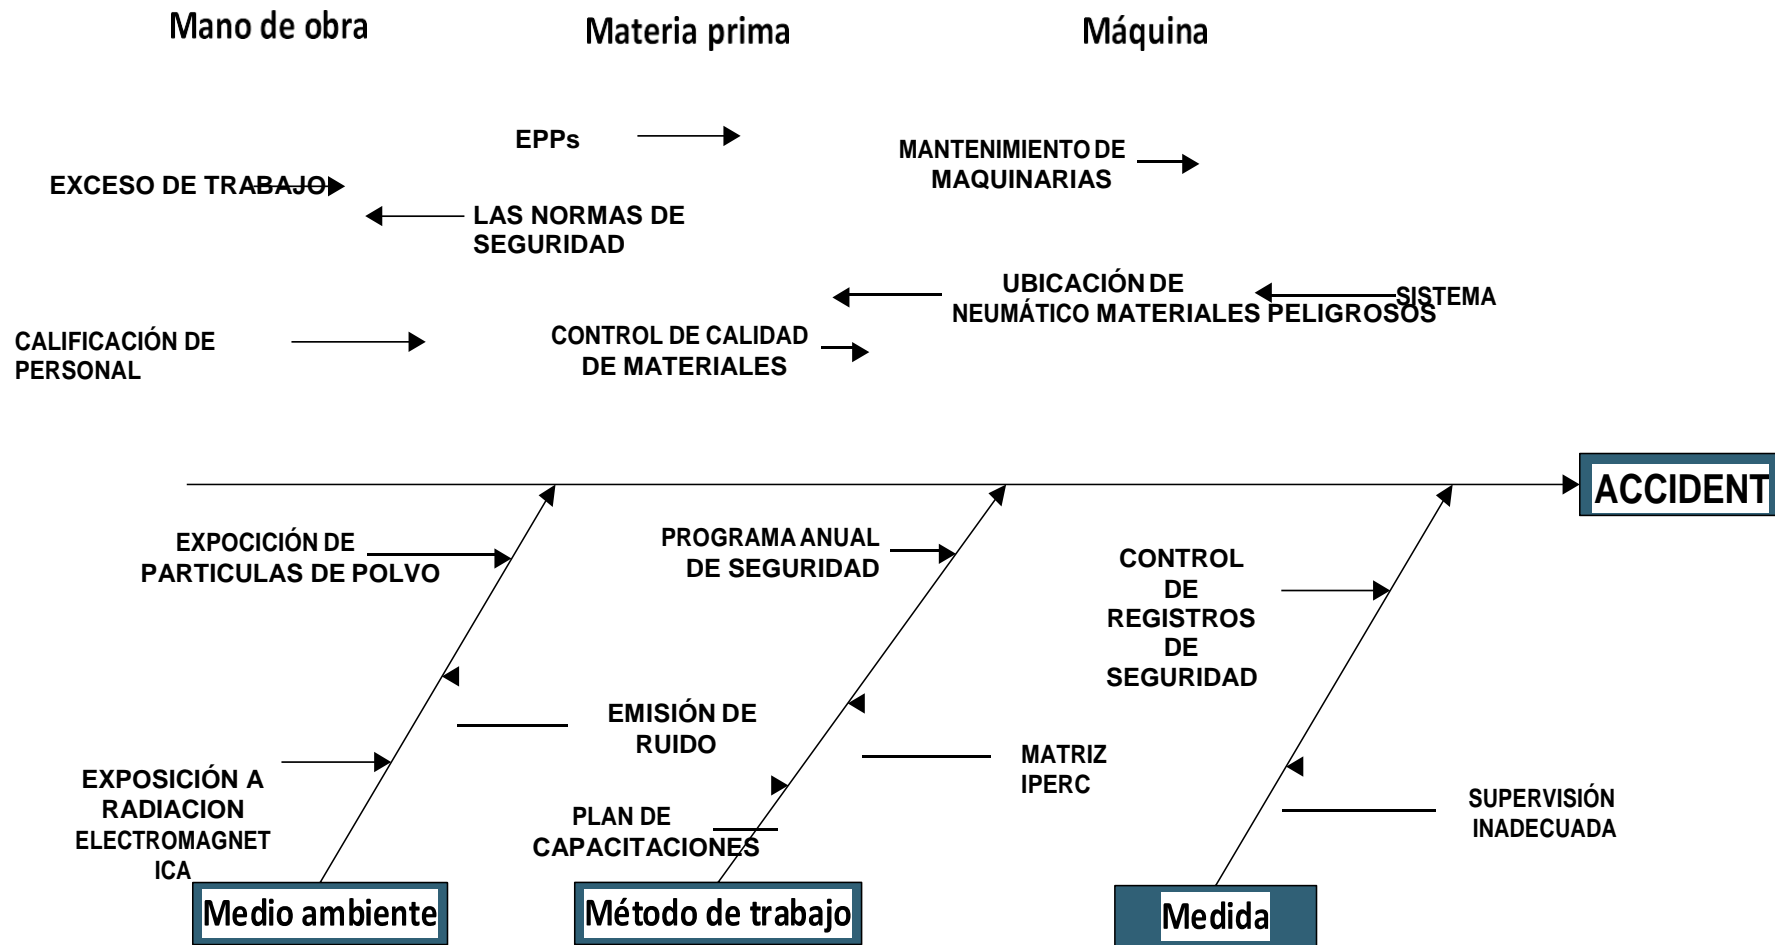 Mano de obra
Materia prima
Máquina
EPPs
MANTENIMIENTO DE
MAQUINARIAS
EXCESO DE TRABAJO
LAS NORMAS DE
SEGURIDAD
UBICACIÓN DE
NEUMÁTICO MATERIALES PELIGROSOS
SISTEMA
CALIFICACIÓN DE
PERSONAL
CONTROL DE CALIDAD
DE MATERIALES
ACCIDENT
EXPOCICIÓN DE
PARTICULAS DE POLVO
PROGRAMA ANUAL
DE SEGURIDAD
CONTROL
DE
REGISTROS
DE
SEGURIDAD
EMISIÓN DE
RUIDO
MATRIZ
IPERC
EXPOSICIÓN A
RADIACION
ELECTROMAGNET
ICA
PLAN DE
CAPACITACIONES
SUPERVISIÓN
INADECUADA
Medio ambiente
Método de trabajo
Medida